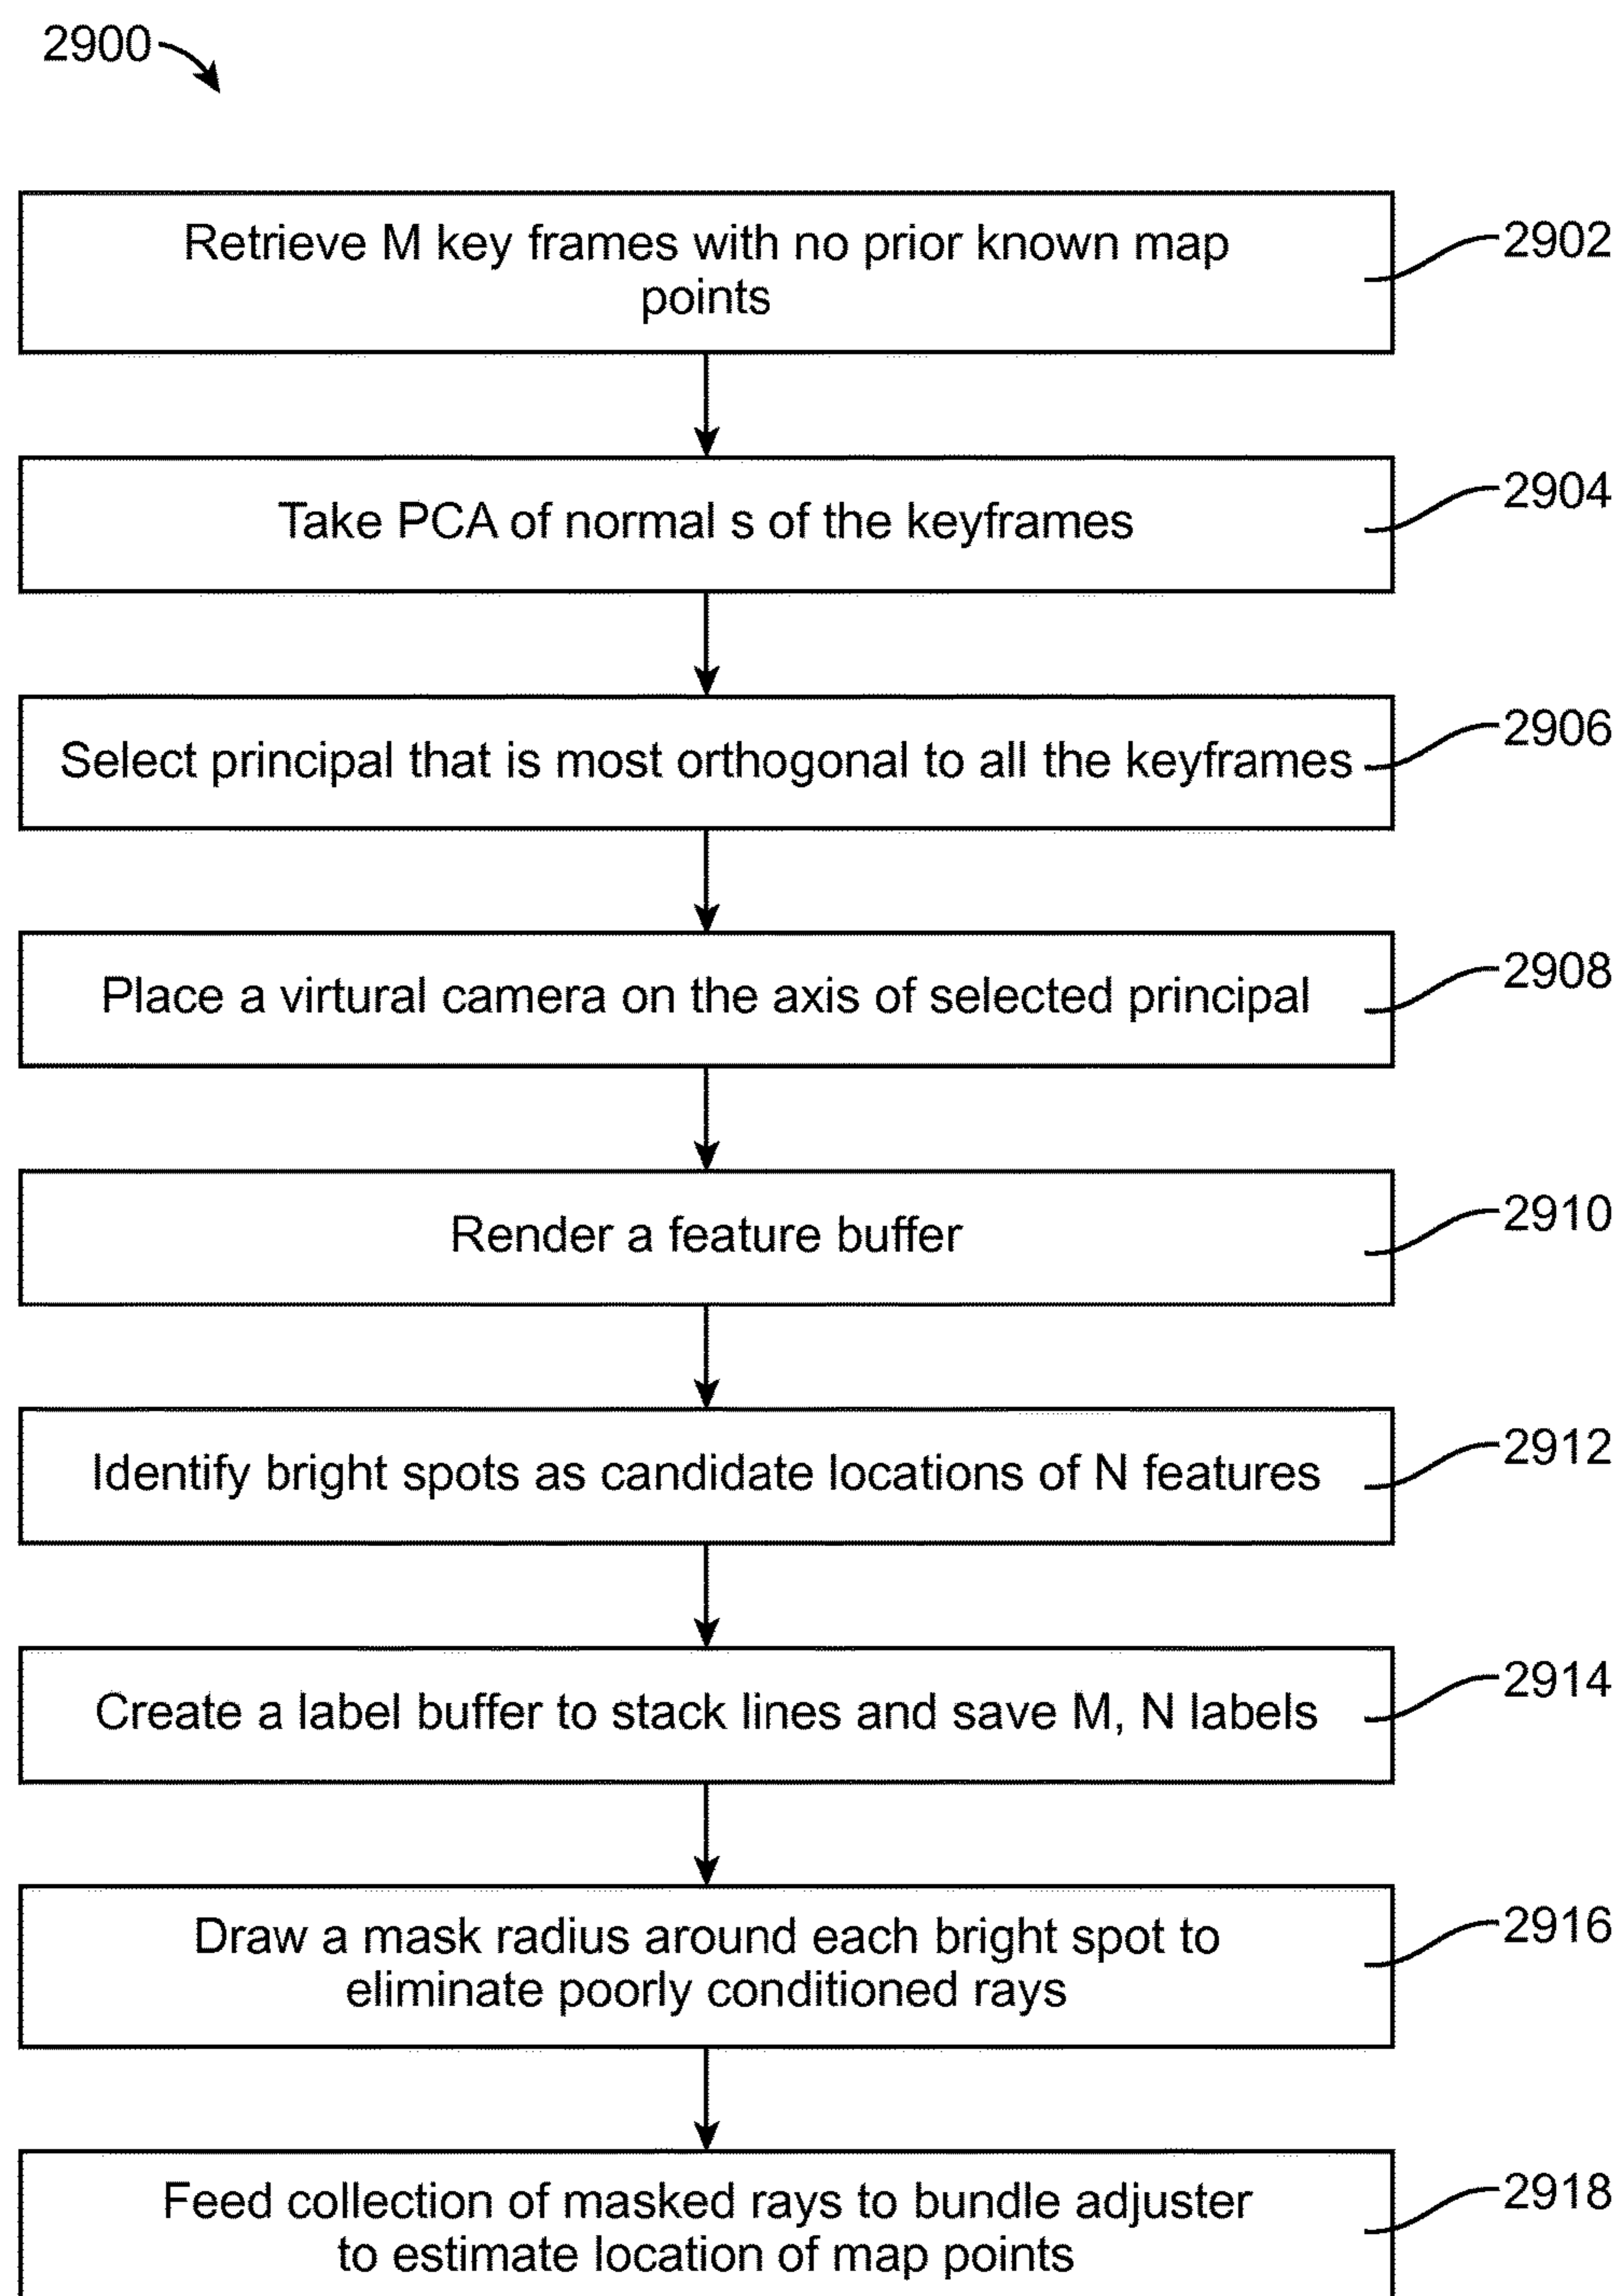 2900
Retrieve M key frames with no prior known map
points
2902
Take PCA of normal s of the keyframes
2904
Select principal that is most orthogonal to all the keyframes
2906
Place a virtural camera on the axis of selected principal
2908
Render a feature buffer
2910
Identify bright spots as candidate locations of N features
2912
Create a label buffer to stack lines and save M, N labels
2914
Draw a mask radius around each bright spot to
eliminate poorly conditioned rays
2916
Feed collection of masked rays to bundle adjuster
to estimate location of map points
2918